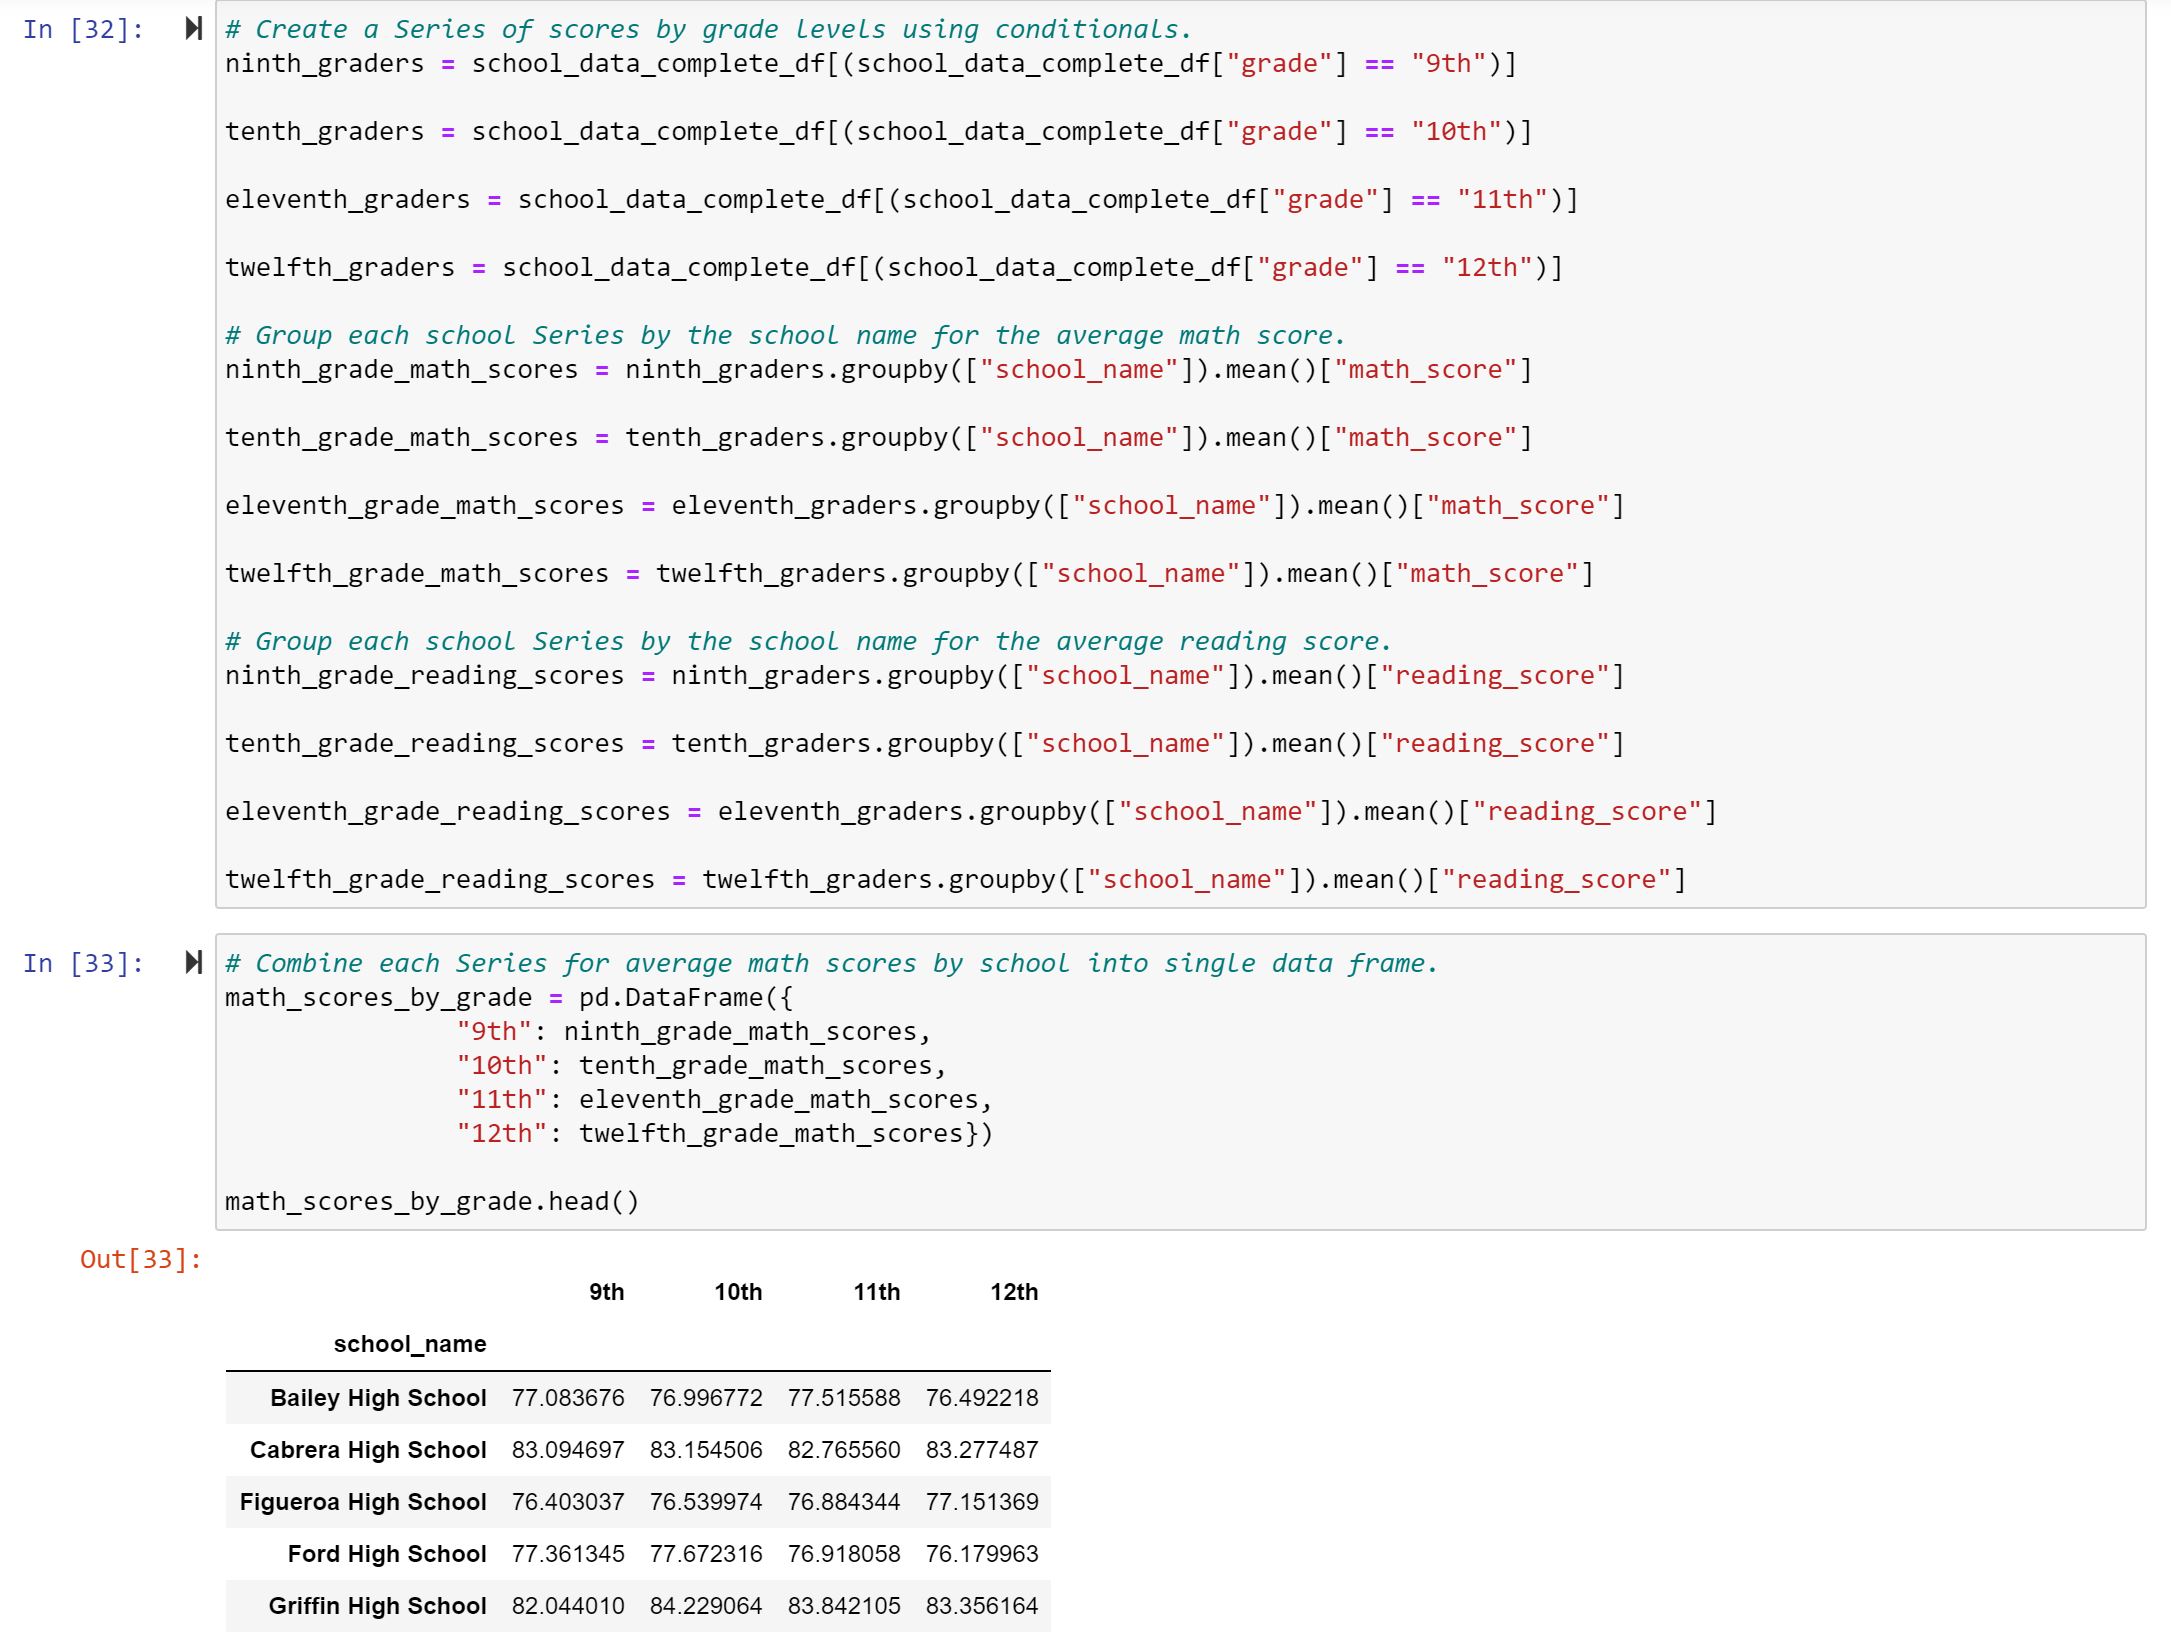 In [32]:
# Create a Series of scores by grade levels using conditionals.
ninth_graders = school_data_complete_df[(school_data_complete_df["grade"] == "9th")]
tenth_graders = school_data_complete_df[(school_data_complete_df["grade"] == "10th")]
eleventh_graders = school_data_complete_df[(school_data_complete_df["grade"] == "11th")]
twelfth_graders = school_data_complete_df[(school_data_complete_df["grade"] == "12th")]
# Group each school Series by the school name for the average math score.
ninth_grade_math_scores = ninth_graders.groupby(["school_name"]).mean()["math_score"]
tenth_grade_math_scores = tenth_graders.groupby(["school_name"]).mean()["math_score"]
eleventh_grade_math_scores = eleventh_graders.groupby(["school_name"]).mean()["math_score"]
twelfth_grade_math_scores = twelfth_graders.groupby(["school_name"]).mean()["math_score"]
# Group each school Series by the school name for the average reading score.
ninth_grade_reading_scores = ninth_graders.groupby(["school_name"]).mean()["reading_score"]
tenth_grade_reading_scores = tenth_graders.groupby(["school_name"]).mean()["reading_score"]
eleventh_grade_reading_scores = eleventh_graders.groupby(["school_name"]).mean()["reading_score"]
twelfth_grade_reading_scores = twelfth_graders.groupby(["school_name"]).mean()["reading_score"]
In [33]:
# Combine each Series for average math scores by school into single data frame.
math_scores_by_grade = pd.DataFrame({
"9th": ninth_grade_math_scores,
"10th": tenth_grade_math_scores,
"11th": eleventh_grade_math_scores,
"12th": twelfth_grade_math_scores})
math_scores_by_grade.head()
Out[33]:
9th 10th 11th 12th
school_name
Bailey High School 77.083676 76.996772 77.515588 76.492218
Cabrera High School 83.094697 83.154506 82.765560 83.277487
Figueroa High School 76.403037 76.539974 76.884344 77.151369
Ford High School 77.361345 77.672316 76.918058 76.179963
Griffin High School 82.044010 84.229064 83.842105 83.356164